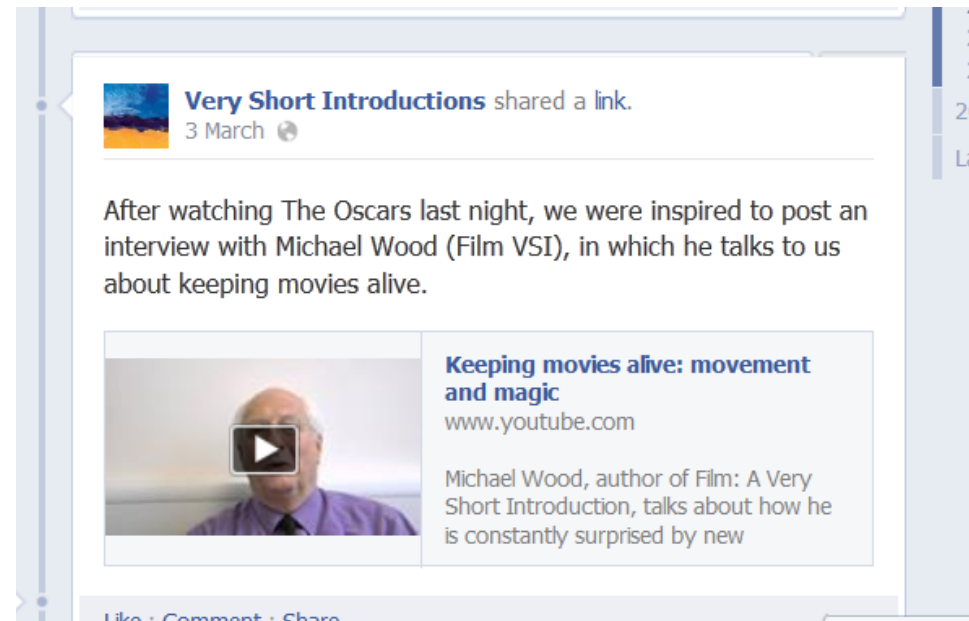 Very Short Introductions shared a link.
3 March
After watching The Oscars last night, we were inspired to post an
interview with Michael Wood (Film VSI), in which he talks to us
about keeping movies alive.
Keeping movies alive: movement
and magic
www.youtube.com
Michael Wood, author of Film: A Very
Short Introduction, talks about how he
is constantly surprised by new
Like · Comment · Share